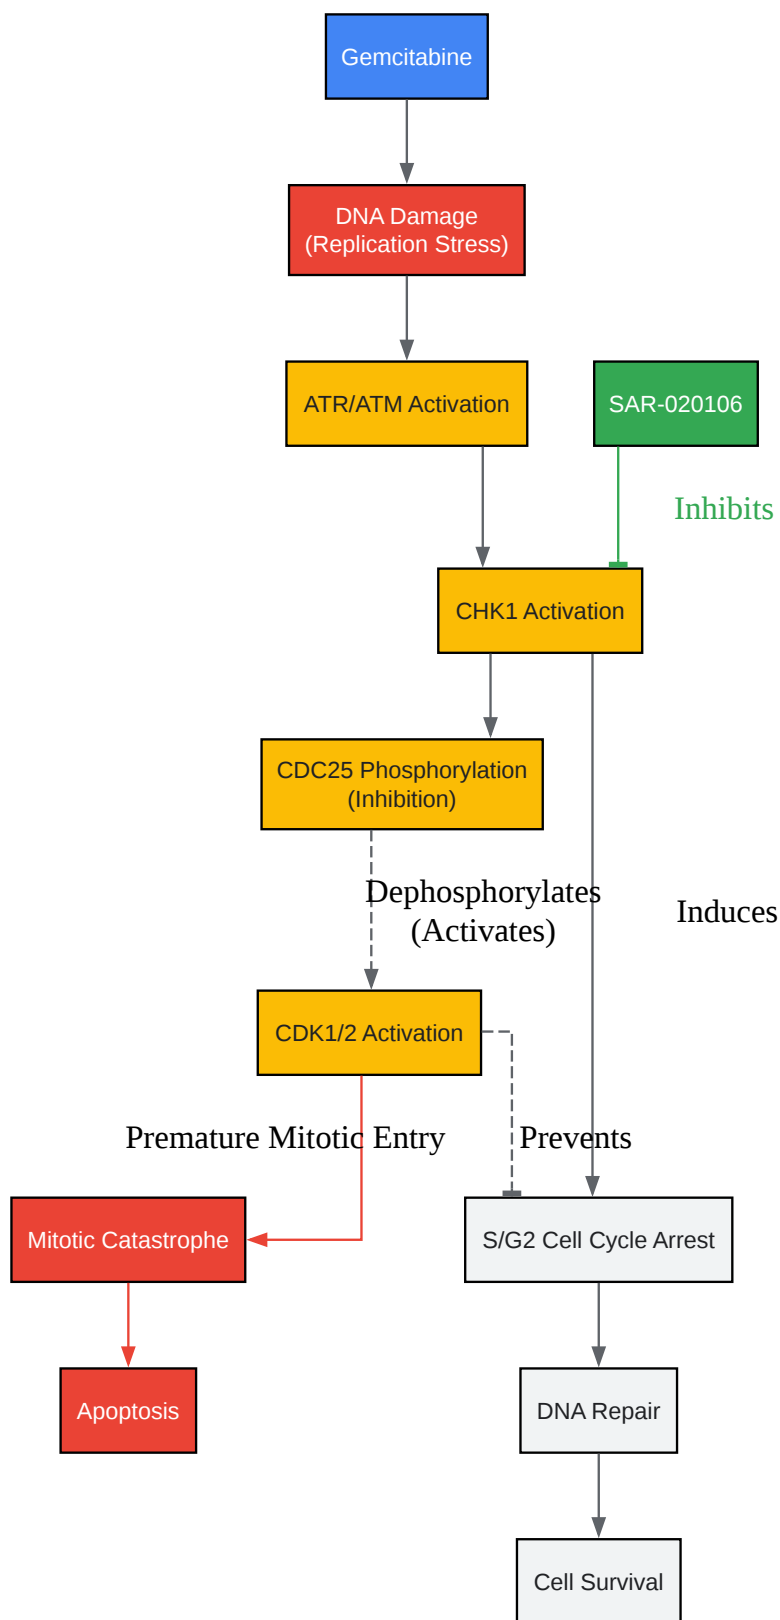 Gemcitabine
DNA Damage
(Replication Stress)
ATR/ATM Activation
SAR-020106
Inhibits
CHK1 Activation
CDC25 Phosphorylation
(Inhibition)
Dephosphorylates
(Activates)
Induces
CDK1/2 Activation
Premature Mitotic Entry
Prevents
Mitotic Catastrophe
S/G2 Cell Cycle Arrest
Apoptosis
DNA Repair
Cell Survival